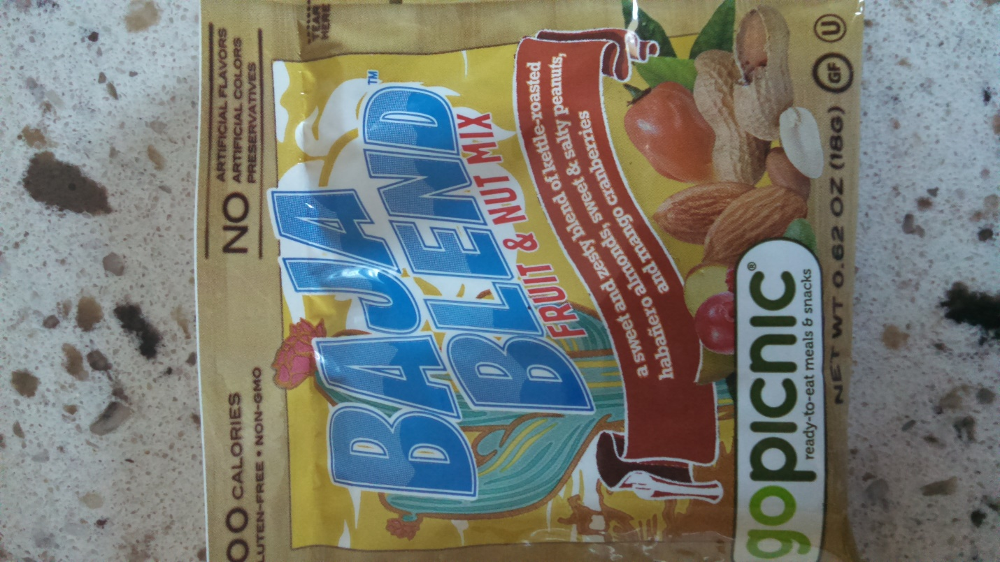 00 CALORIES
LUTEN-FREE • NON-GMO
NO
ARTIFICIAL FLAVORS
ARTIFICIAL COLORS
PRESERVATIVES
TEAR
HERE
BAJA
BLEND™
FRUIT & NUT MIX
a sweet and zesty blend of kettle-roasted
habañero almonds, sweet & salty peanuts,
and mango cranberries
gopicnic®
ready-to-eat meals & snacks
NET WT 0.62 OZ (18G)
GF
U